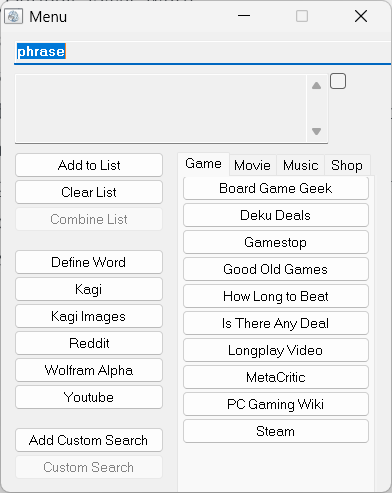 Menu
phrase
Add to List
Clear List
Combine List
Define Word
Kagi
Kagi Images
Reddit
Wolfram Alpha
Youtube
Add Custom Search
Custom Search
Game Movie Music Shop
Board Game Geek
Deku Deals
Gamestop
Good Old Games
How Long to Beat
Is There Any Deal
Longplay Video
MetaCritic
PC Gaming Wiki
Steam